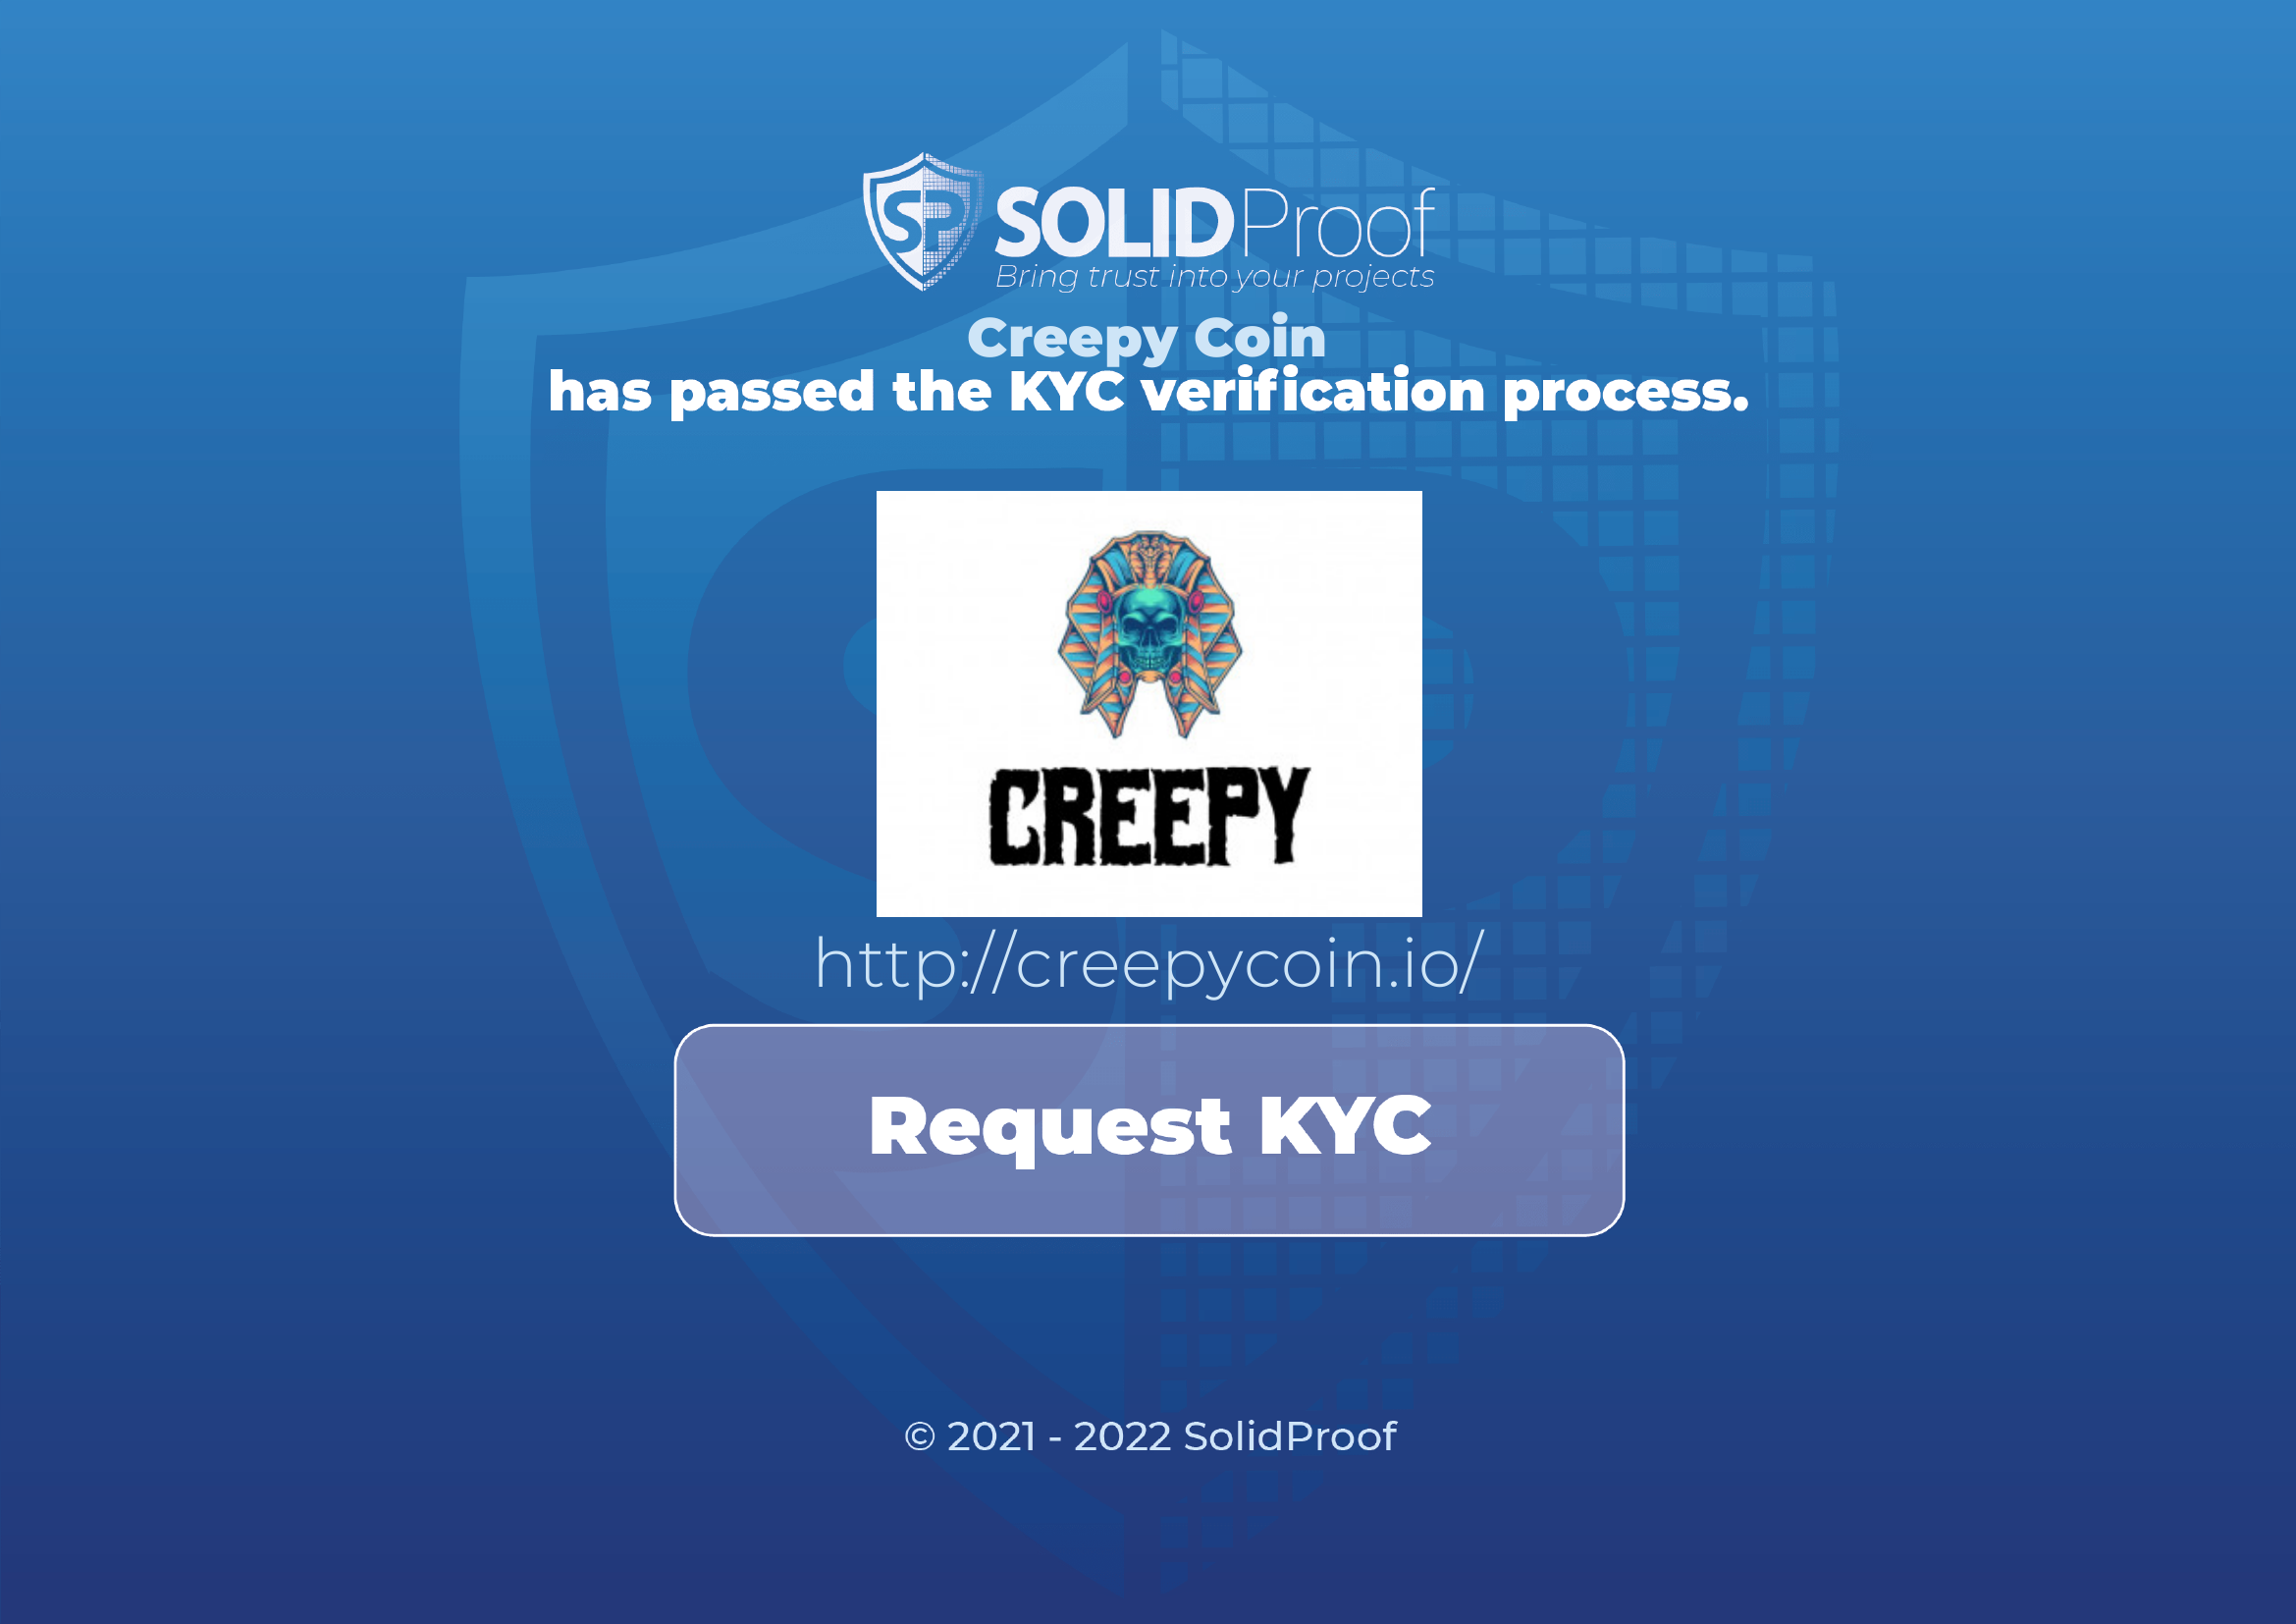 SP SOLIDProof
Bring trust into your projects
Creepy Coin
has passed the KYC verification process.
CREEPY
http://creepycoin.io/
Request KYC
© 2021 - 2022 SolidProof